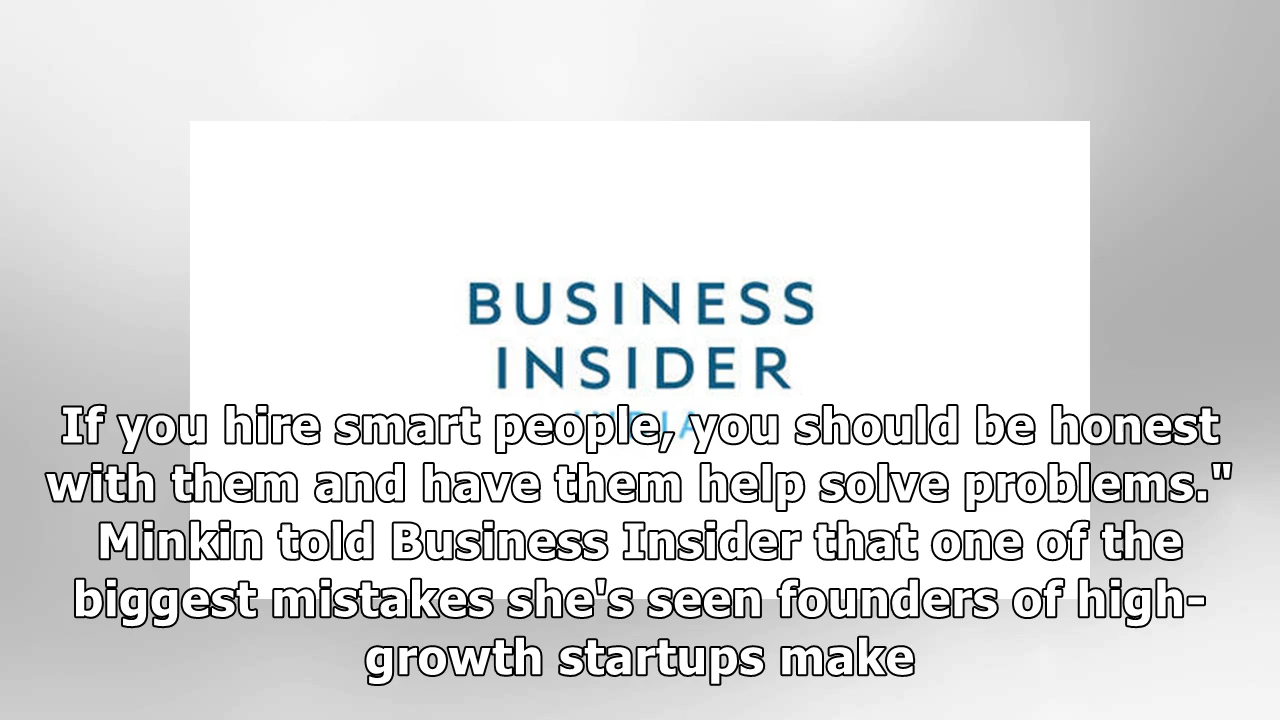 BUSINESS
INSIDER
INDIA
If you hire smart people, you should be honest
with them and have them help solve problems."
Minkin told Business Insider that one of the
biggest mistakes she's seen founders of high-
growth startups make